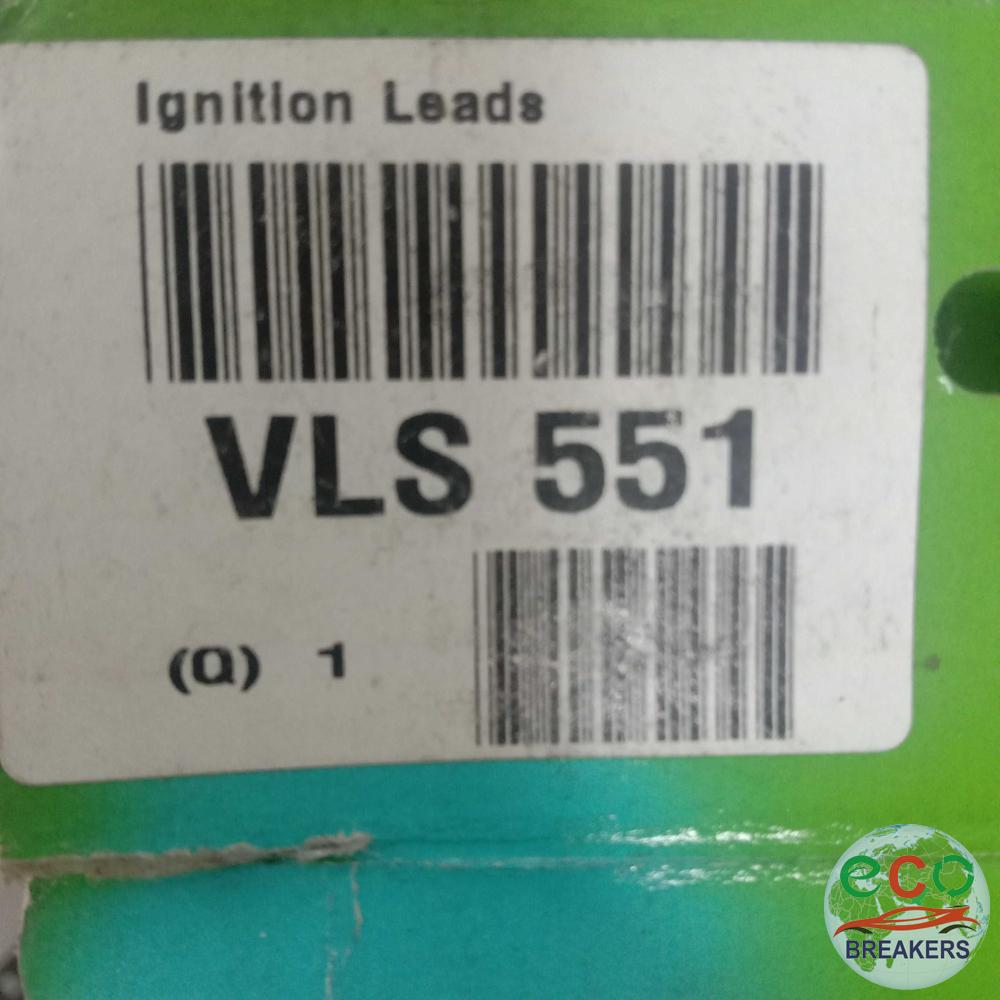 Ignition Leads
VLS 551
(Q) 1
eco
BREAKERS